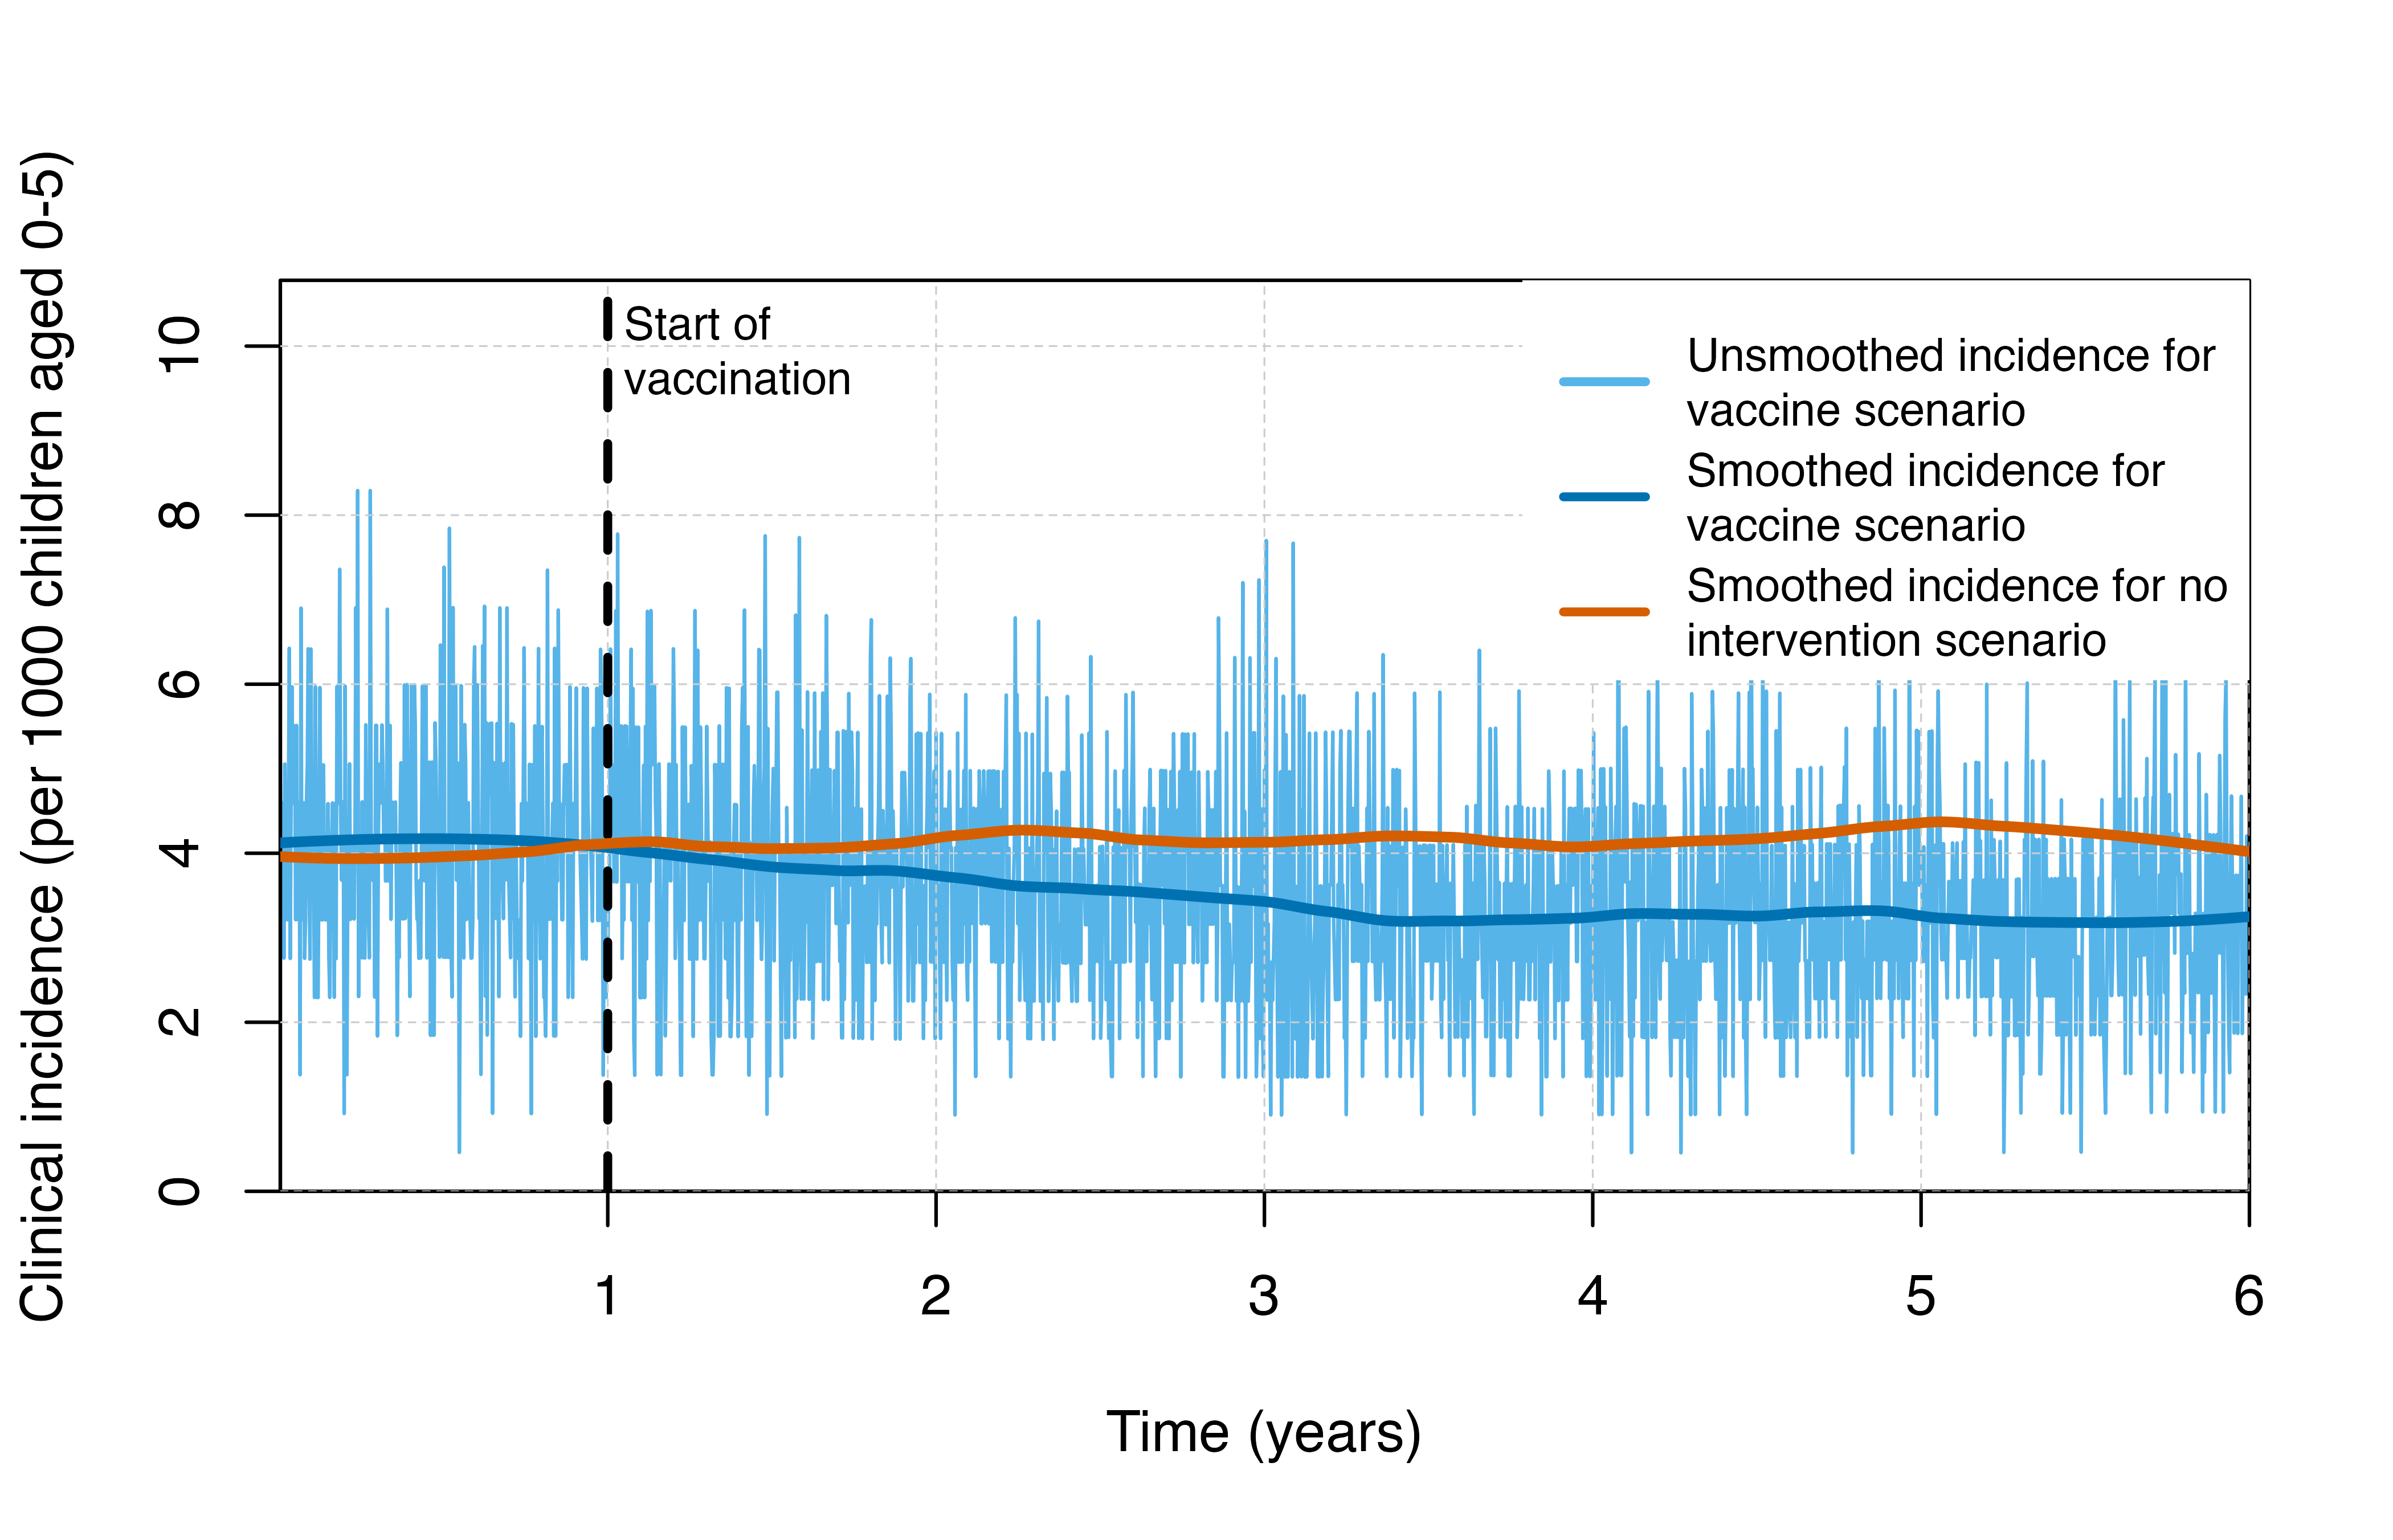 Clinical incidence (per 1000 children aged 0-5)
10
8
6
4
2
0
Start of
vaccination
Unsmoothed incidence for
vaccine scenario
Smoothed incidence for
vaccine scenario
Smoothed incidence for no
intervention scenario
1 2 3 4 5 6
Time (years)